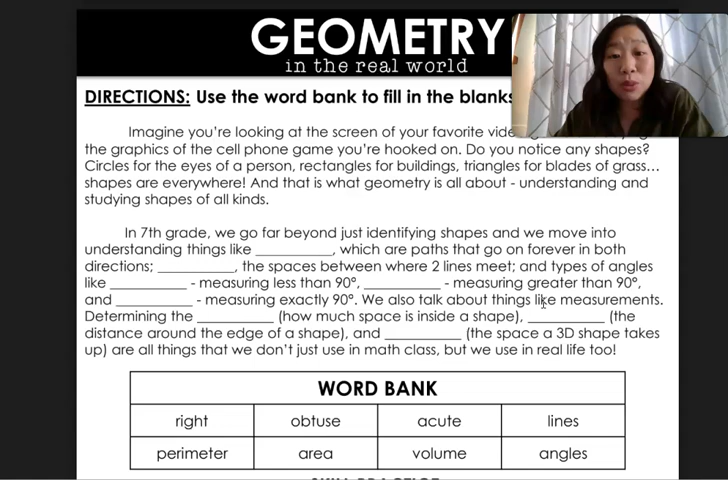 GEOMETRY
in the real world
DIRECTIONS: Use the word bank to fill in the blanks
Imagine you're looking at the screen of your favorite
the graphics of the cell phone game you're hooked on. Do you notice any shapes?
Circles for the eyes of a person, rectangles for buildings, triangles for blades of grass…
shapes are everywhere! And that is what geometry is all about - understanding and
studying shapes of all kinds.
In 7th grade, we go far beyond just identifying shapes and we move into
understanding things like __________, which are paths that go on forever in both
directions; __________, the spaces between where 2 lines meet; and types of angles
like __________ - measuring less than 90°, __________ - measuring greater than 90°,
and __________ - measuring exactly 90°. We also talk about things like measurements.
Determining the __________ (how much space is inside a shape), __________ (the
distance around the edge of a shape), and __________ (the space a 3D shape takes
up) are all things that we don't just use in math class, but we use in real life too!
WORD BANK
right obtuse acute lines
perimeter area volume angles